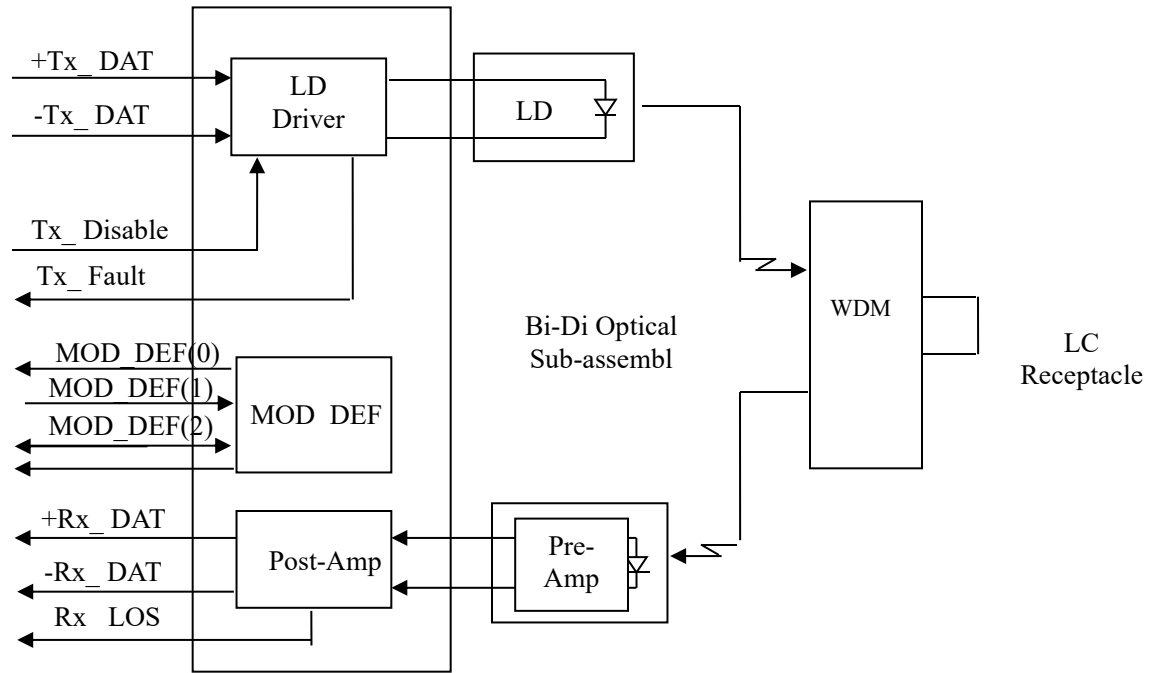 +Tx_ DAT
-Tx_ DAT
LD
Driver
LD
Tx_ Disable
Tx_ Fault
WDM
Bi-Di Optical
Sub-assembl
LC
Receptacle
MOD_DEF(0)
MOD_DEF(1)
MOD_DEF(2)
MOD DEF
+Rx_ DAT
-Rx_ DAT
Rx LOS
Post-Amp
Pre-
Amp